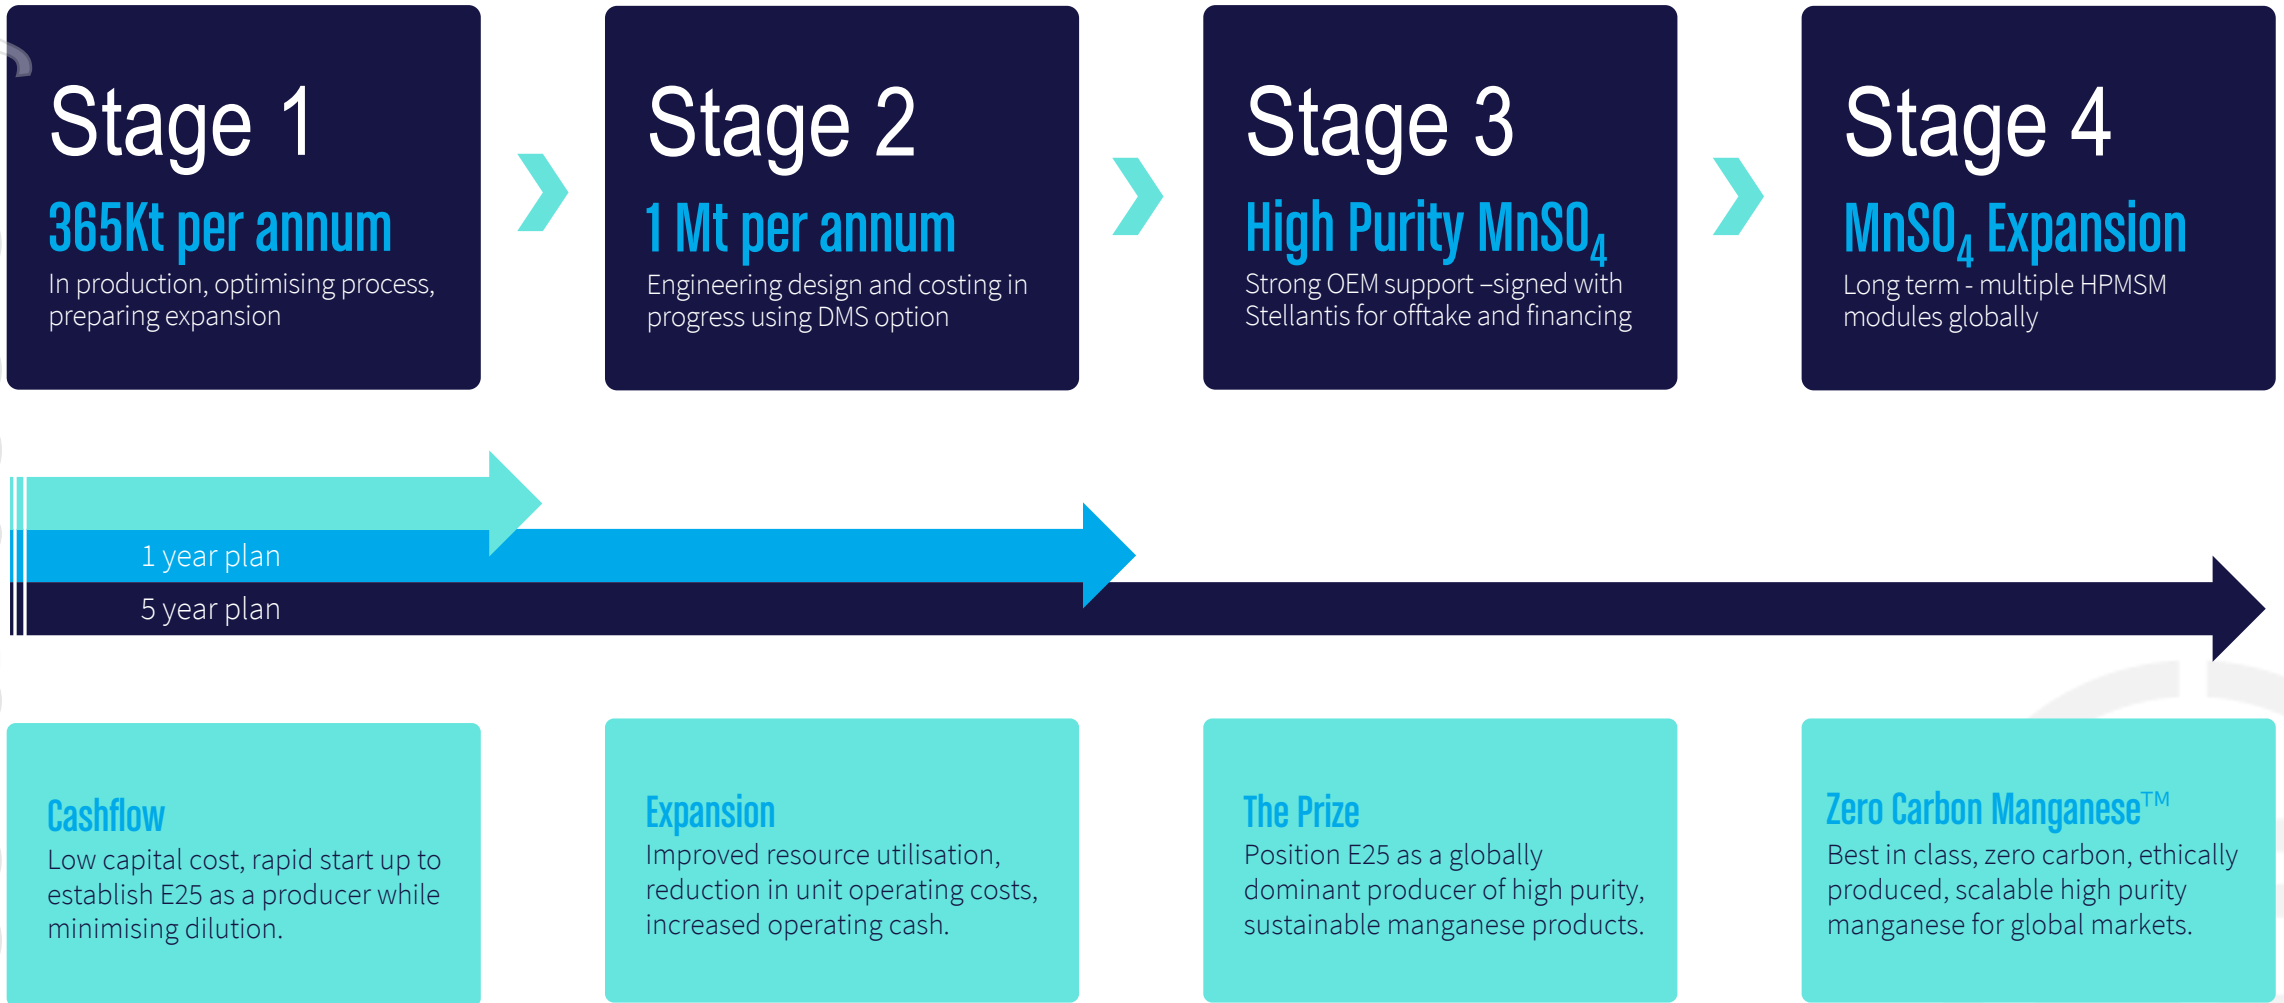 Stage 1
365Kt per annum
In production, optimising process,
preparing expansion
Stage 2
1 Mt per annum
Engineering design and costing in
progress using DMS option
Stage 3
High Purity MnSO₄
Strong OEM support –signed with
Stellantis for offtake and financing
Stage 4
MnSO₄ Expansion
Long term - multiple HPMSM
modules globally
1 year plan
5 year plan
Cashflow
Low capital cost, rapid start up to
establish E25 as a producer while
minimising dilution.
Expansion
Improved resource utilisation,
reduction in unit operating costs,
increased operating cash.
The Prize
Position E25 as a globally
dominant producer of high purity,
sustainable manganese products.
Zero Carbon Manganese™
Best in class, zero carbon, ethically
produced, scalable high purity
manganese for global markets.